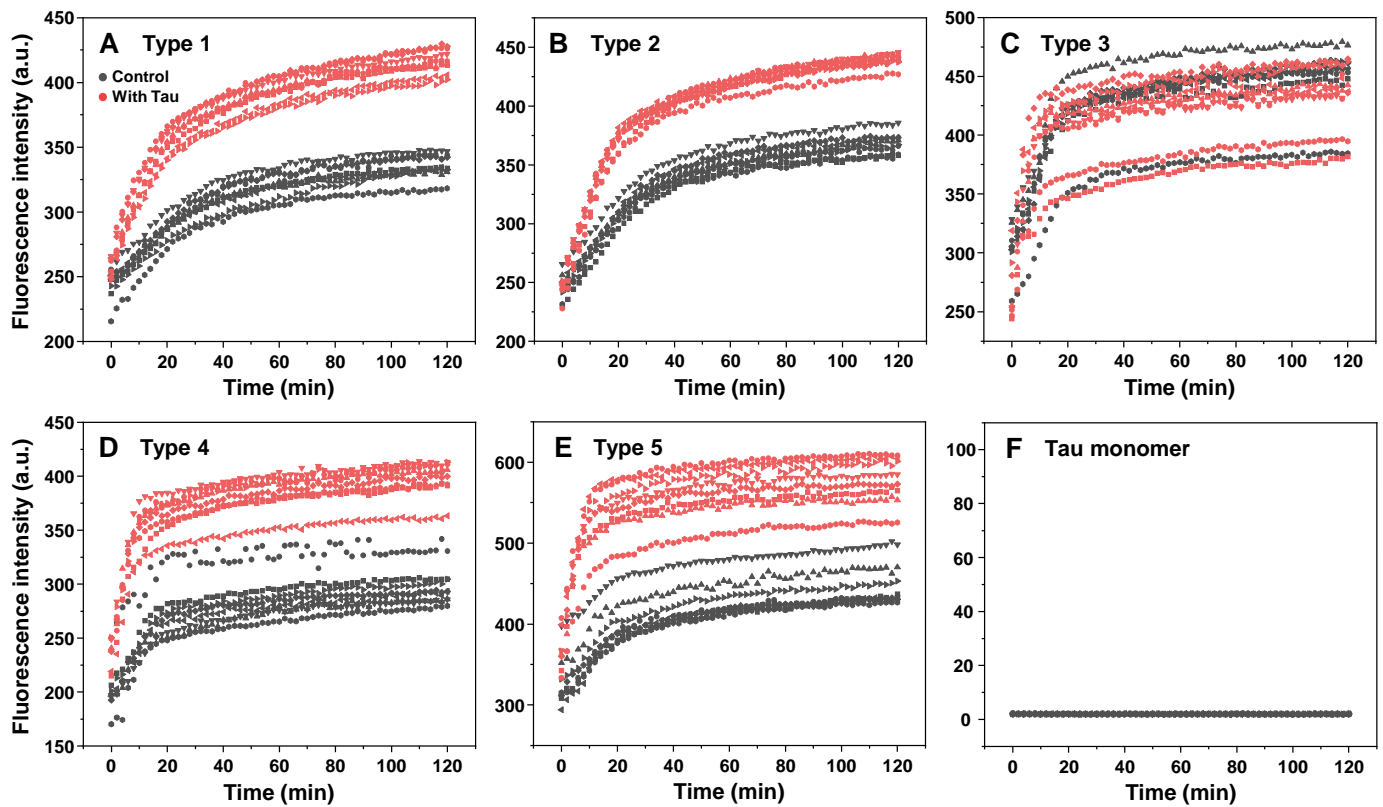 A Type 1
Control
With Tau
Fluorescence intensity (a.u.)
450
400
350
300
250
200
0 20 40 60 80 100 120
Time (min)
B Type 2
450
400
350
300
250
200
0 20 40 60 80 100 120
Time (min)
C Type 3
500
450
400
350
300
250
0 20 40 60 80 100 120
Time (min)
D Type 4
Fluorescence intensity (a.u.)
450
400
350
300
250
200
150
0 20 40 60 80 100 120
Time (min)
E Type 5
600
500
400
300
0 20 40 60 80 100 120
Time (min)
F Tau monomer
100
80
60
40
20
0
0 20 40 60 80 100 120
Time (min)